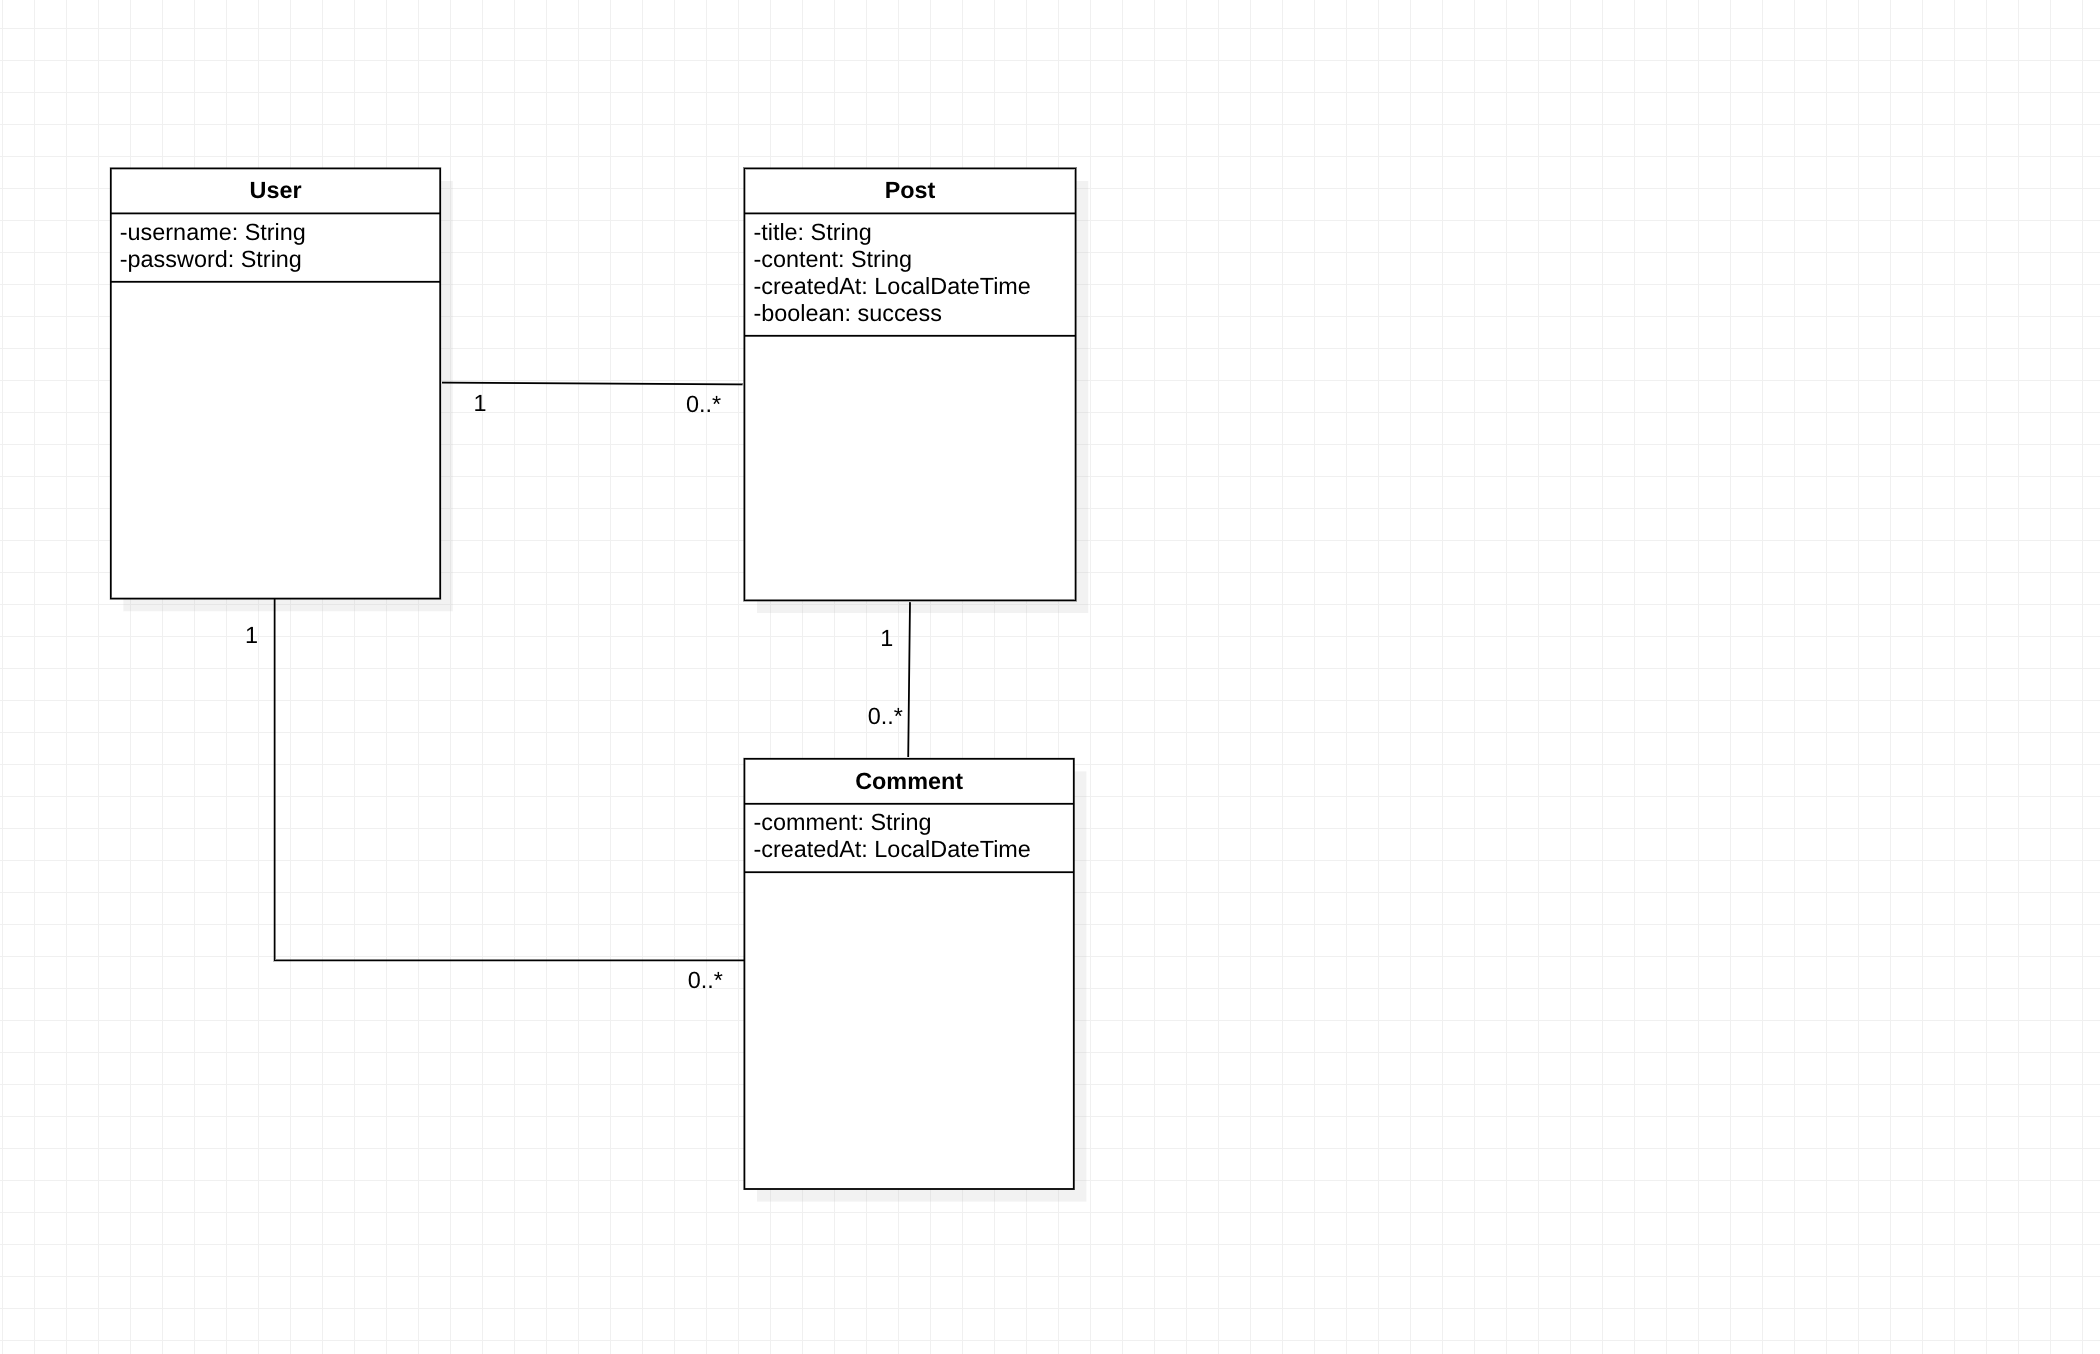 User
-username: String
-password: String
Post
-title: String
-content: String
-createdAt: LocalDateTime
-boolean: success
1
0..*
1
1
0..*
Comment
-comment: String
-createdAt: LocalDateTime
0..*